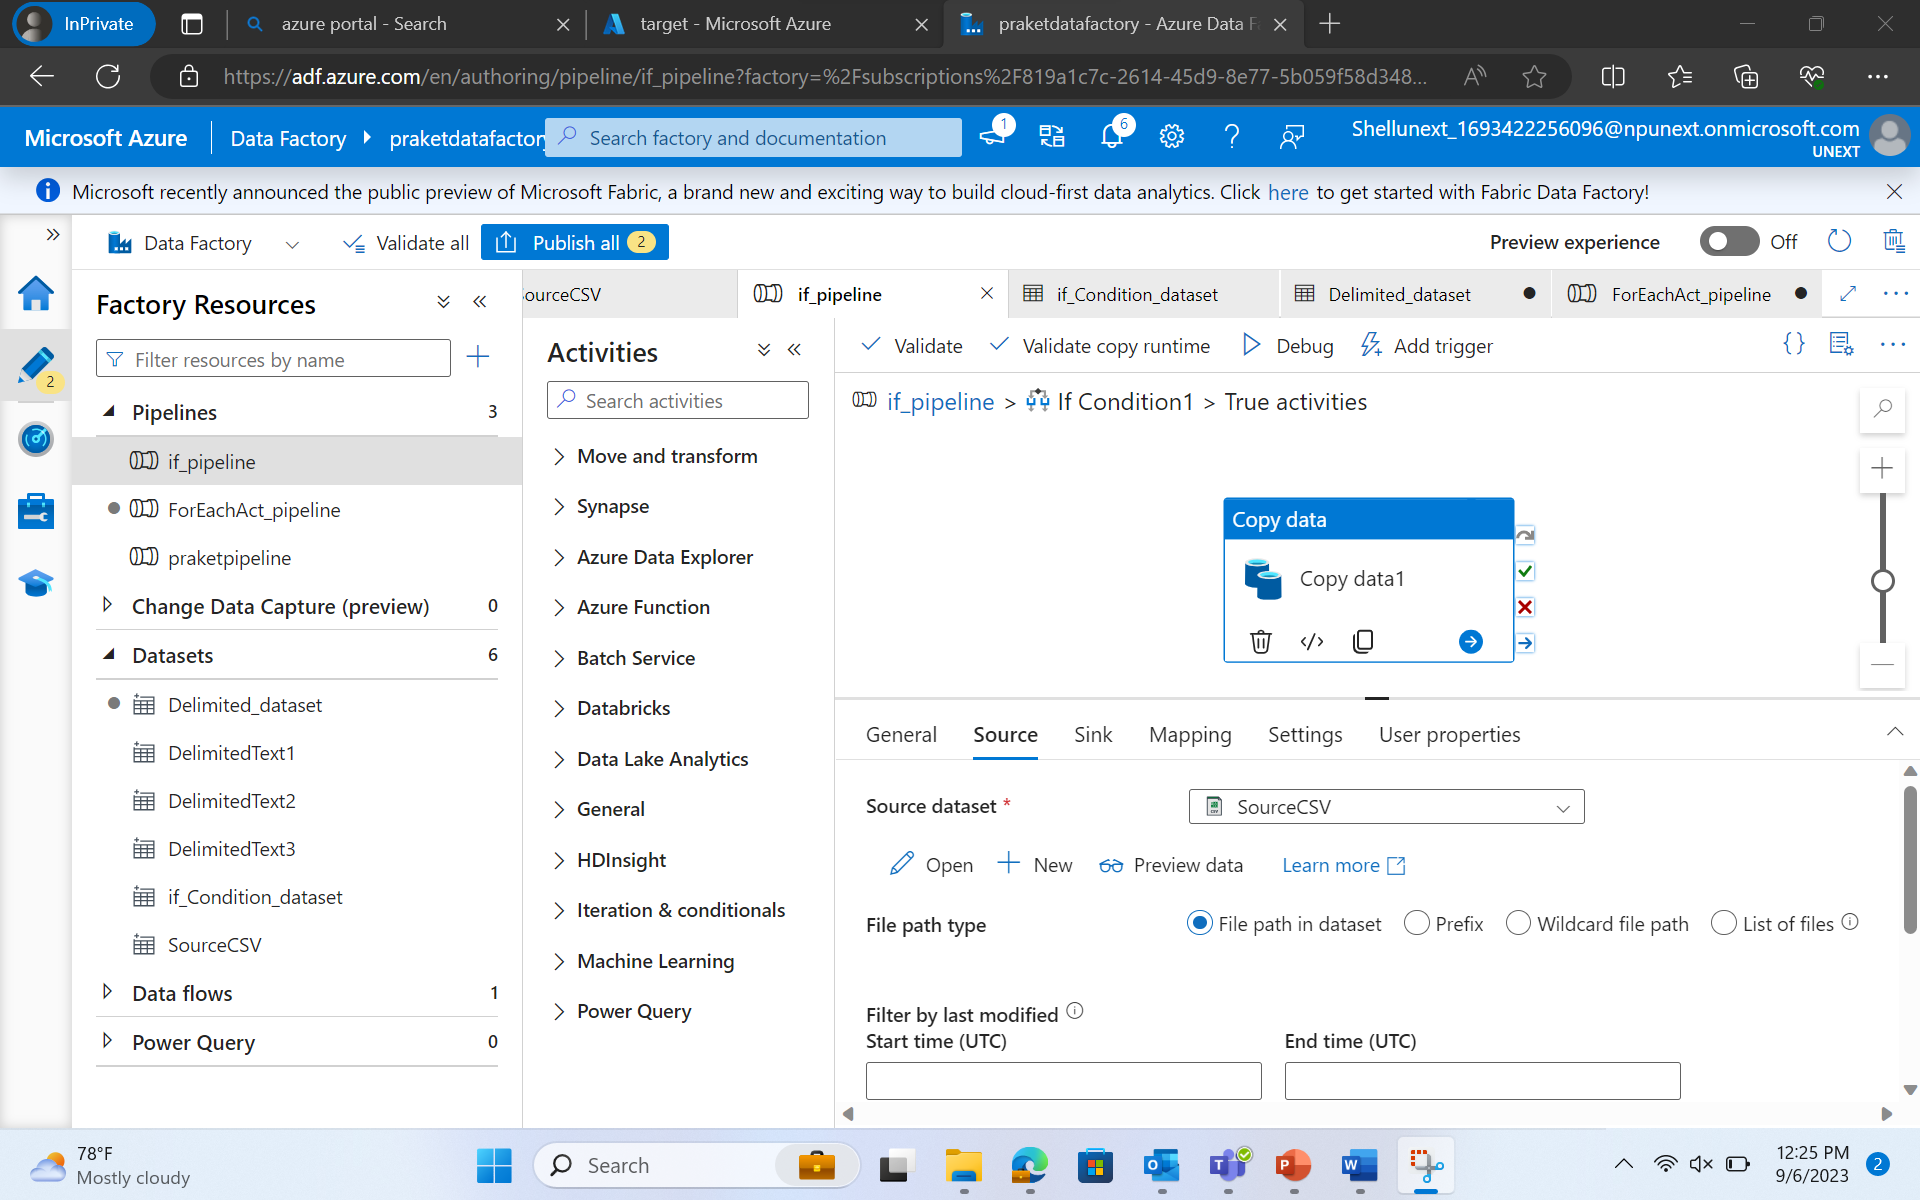 InPrivate
azure portal - Search
target - Microsoft Azure
praketdatafactory - Azure Data F
https://adf.azure.com/en/authoring/pipeline/if_pipeline?factory=%2Fsubscriptions%2F819a1c7c-2614-45d9-8e77-5b059f58d348...
Microsoft Azure
Data Factory
praketdatafactory
Search factory and documentation
1
6
Shellunext_1693422256096@npunext.onmicrosoft.com
UNEXT
Microsoft recently announced the public preview of Microsoft Fabric, a brand new and exciting way to build cloud-first data analytics. Click here to get started with Fabric Data Factory!
Data Factory
Validate all
Publish all 2
Preview experience
Off
Factory Resources
Filter resources by name
2
Pipelines 3
if_pipeline
ForEachAct_pipeline
praketpipeline
Change Data Capture (preview) 0
Datasets 6
Delimited_dataset
DelimitedText1
DelimitedText2
DelimitedText3
if_Condition_dataset
SourceCSV
Data flows 1
Power Query 0
ourceCSV
if_pipeline
if_Condition_dataset
Delimited_dataset
ForEachAct_pipeline
Activities
Search activities
Move and transform
Synapse
Azure Data Explorer
Azure Function
Batch Service
Databricks
Data Lake Analytics
General
HDInsight
Iteration & conditionals
Machine Learning
Power Query
Validate
Validate copy runtime
Debug
Add trigger
if_pipeline > If Condition1 > True activities
Copy data
Copy data1
General
Source
Sink
Mapping
Settings
User properties
Source dataset *
SourceCSV
Open
New
Preview data
Learn more
File path type
File path in dataset
Prefix
Wildcard file path
List of files
Filter by last modified
Start time (UTC)
End time (UTC)
78°F
Mostly cloudy
Search
12:25 PM
9/6/2023
2